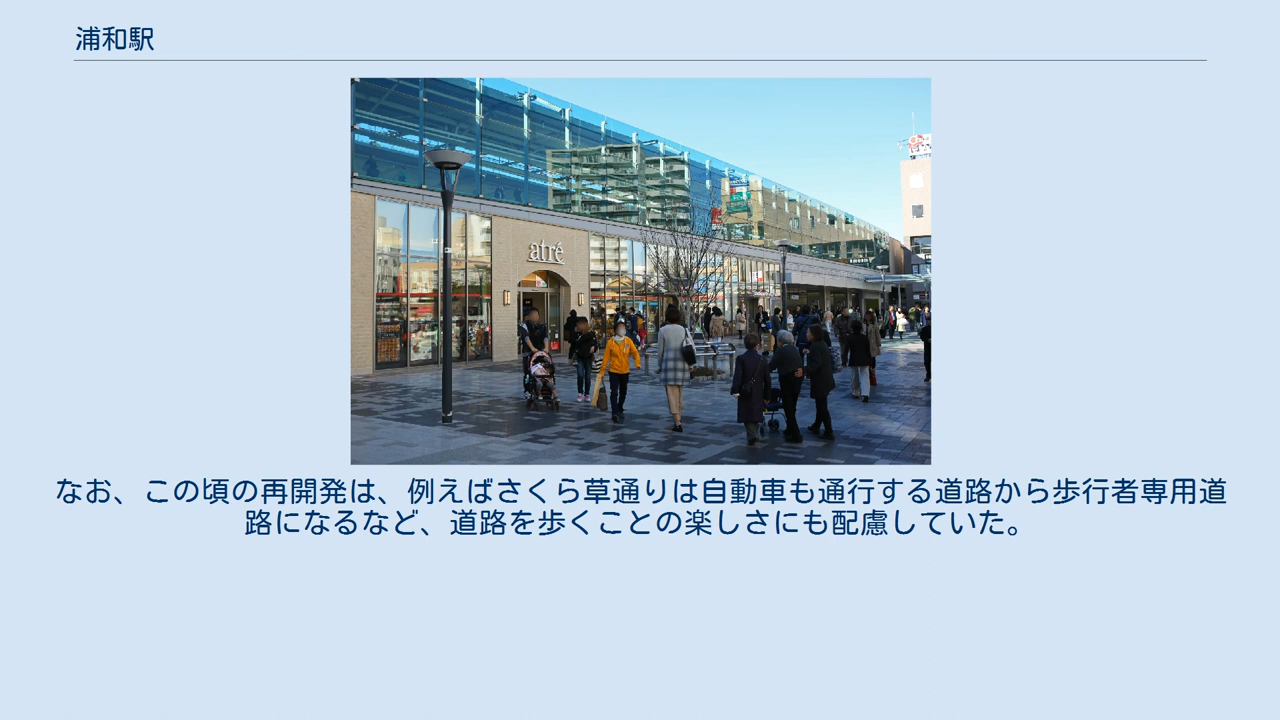 浦和駅
atré
なお、この頃の再開発は、例えばさくら草通りは自動車も通行する道路から歩行者専用道
路になるなど、道路を歩くことの楽しさにも配慮していた。